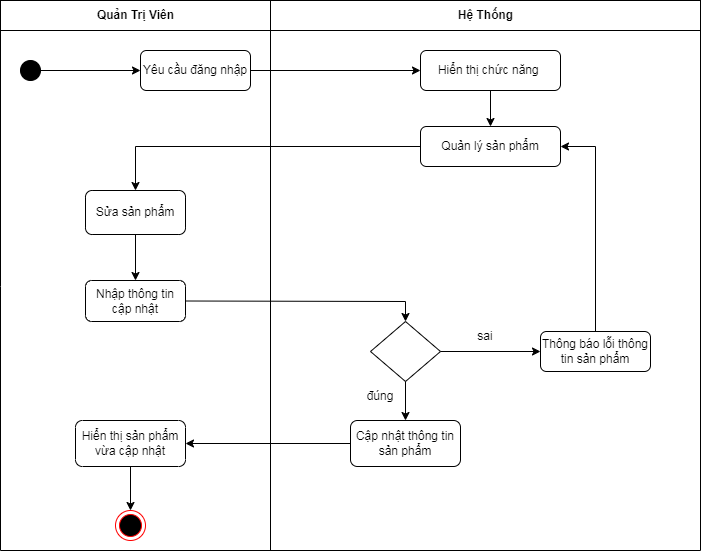 Quản Trị Viên
Hệ Thống
Yêu cầu đăng nhập
Hiển thị chức năng
Quản lý sản phẩm
Sửa sản phẩm
Nhập thông tin
cập nhật
sai
Thông báo lỗi thông
tin sản phẩm
đúng
Hiển thị sản phẩm
vừa cập nhật
Cập nhật thông tin
sản phẩm